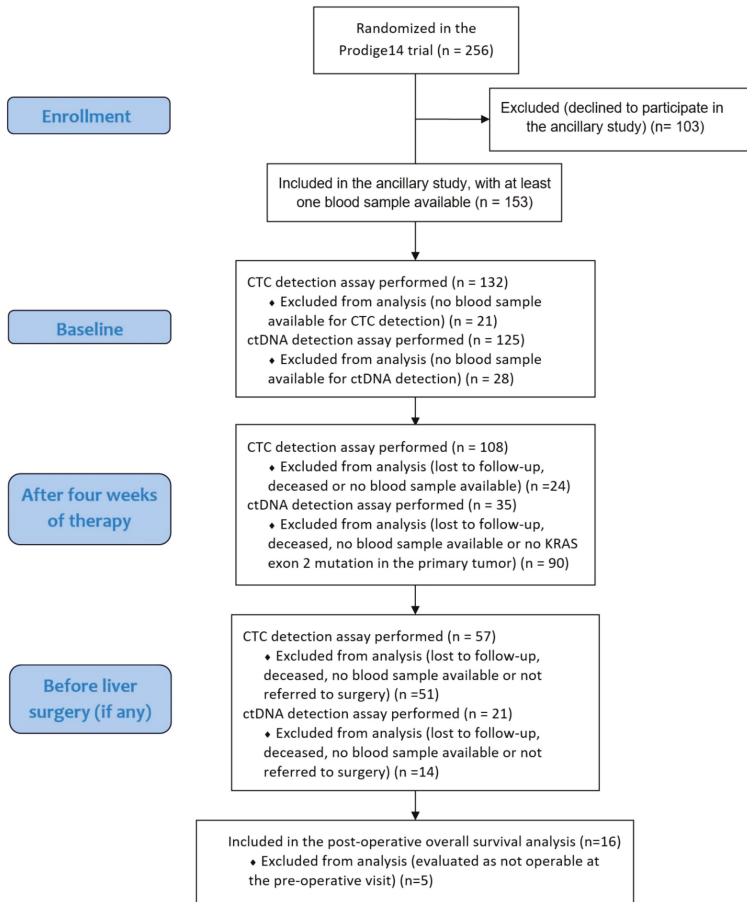 Randomized in the
Prodige14 trial (n = 256)
Enrollment
Excluded (declined to participate in
the ancillary study) (n= 103)
Included in the ancillary study, with at least
one blood sample available (n = 153)
Baseline
CTC detection assay performed (n = 132)
♦ Excluded from analysis (no blood sample
available for CTC detection) (n = 21)
ctDNA detection assay performed (n = 125)
♦ Excluded from analysis (no blood sample
available for ctDNA detection) (n = 28)
After four weeks
of therapy
CTC detection assay performed (n = 108)
♦ Excluded from analysis (lost to follow-up,
deceased or no blood sample available) (n =24)
ctDNA detection assay performed (n = 35)
♦ Excluded from analysis (lost to follow-up,
deceased, no blood sample available or no KRAS
exon 2 mutation in the primary tumor) (n = 90)
Before liver
surgery (if any)
CTC detection assay performed (n = 57)
♦ Excluded from analysis (lost to follow-up,
deceased, no blood sample available or not
referred to surgery) (n =51)
ctDNA detection assay performed (n = 21)
♦ Excluded from analysis (lost to follow-up,
deceased, no blood sample available or not
referred to surgery) (n =14)
Included in the post-operative overall survival analysis (n=16)
♦ Excluded from analysis (evaluated as not operable at
the pre-operative visit) (n=5)